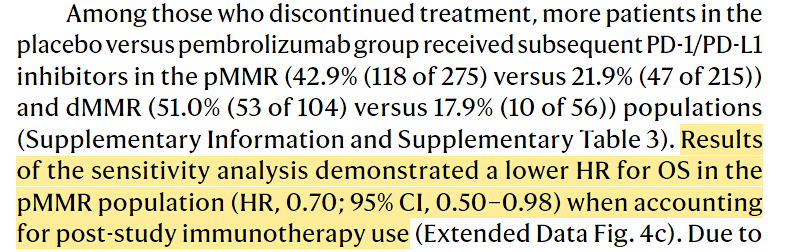 Among those who discontinued treatment, more patients in the
placebo versus pembrolizumab group received subsequent PD-1/PD-L1
inhibitors in the pMMR (42.9% (118 of 275) versus 21.9% (47 of 215))
and dMMR (51.0% (53 of 104) versus 17.9% (10 of 56)) populations
(Supplementary Information and Supplementary Table 3). Results
of the sensitivity analysis demonstrated a lower HR for OS in the
pMMR population (HR, 0.70; 95% CI, 0.50–0.98) when accounting
for post-study immunotherapy use (Extended Data Fig. 4c). Due to